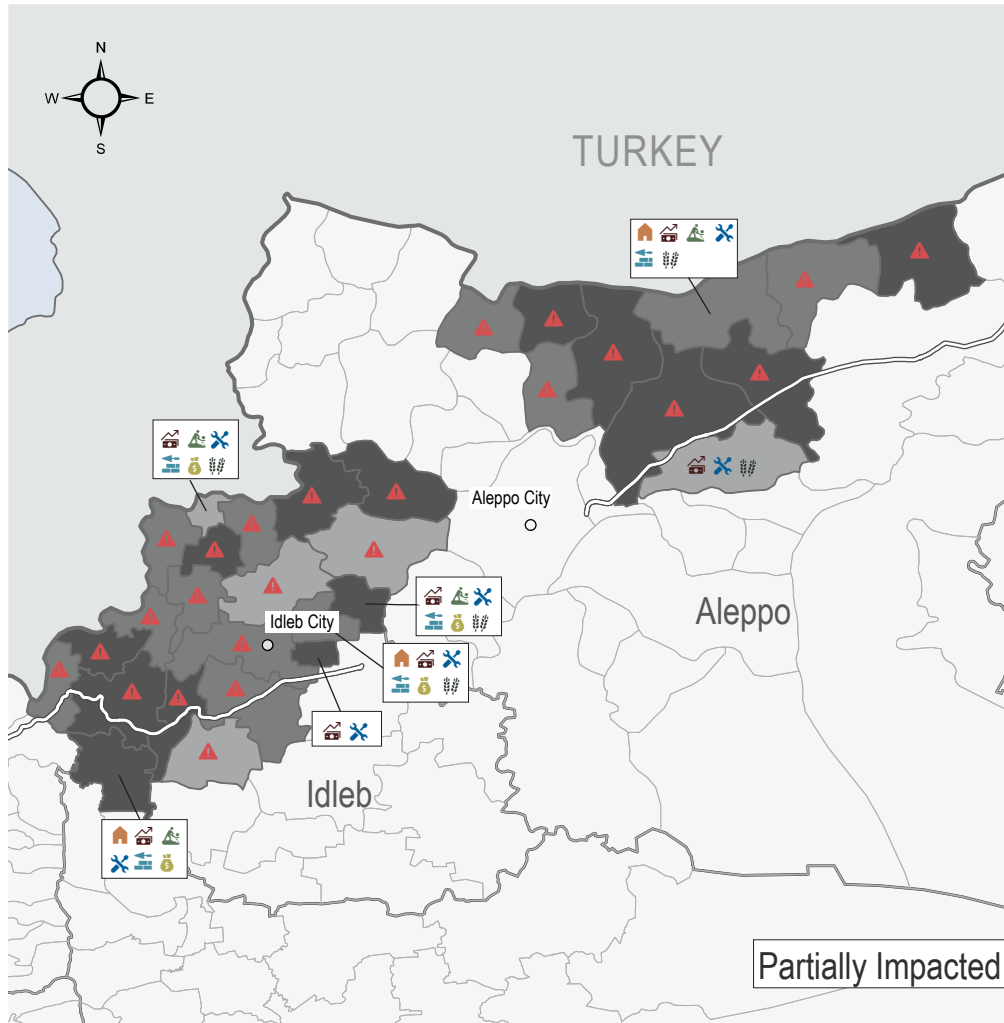 N
W E
S
TURKEY
Aleppo City
Idleb City
Aleppo
Idleb
Partially Impacted